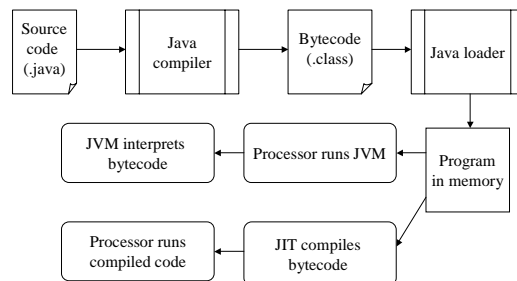 Source
code
(.java)
Java
compiler
Bytecode
(.class)
Java loader
JVM interprets
bytecode
Processor runs JVM
Program
in memory
Processor runs
compiled code
JIT compiles
bytecode